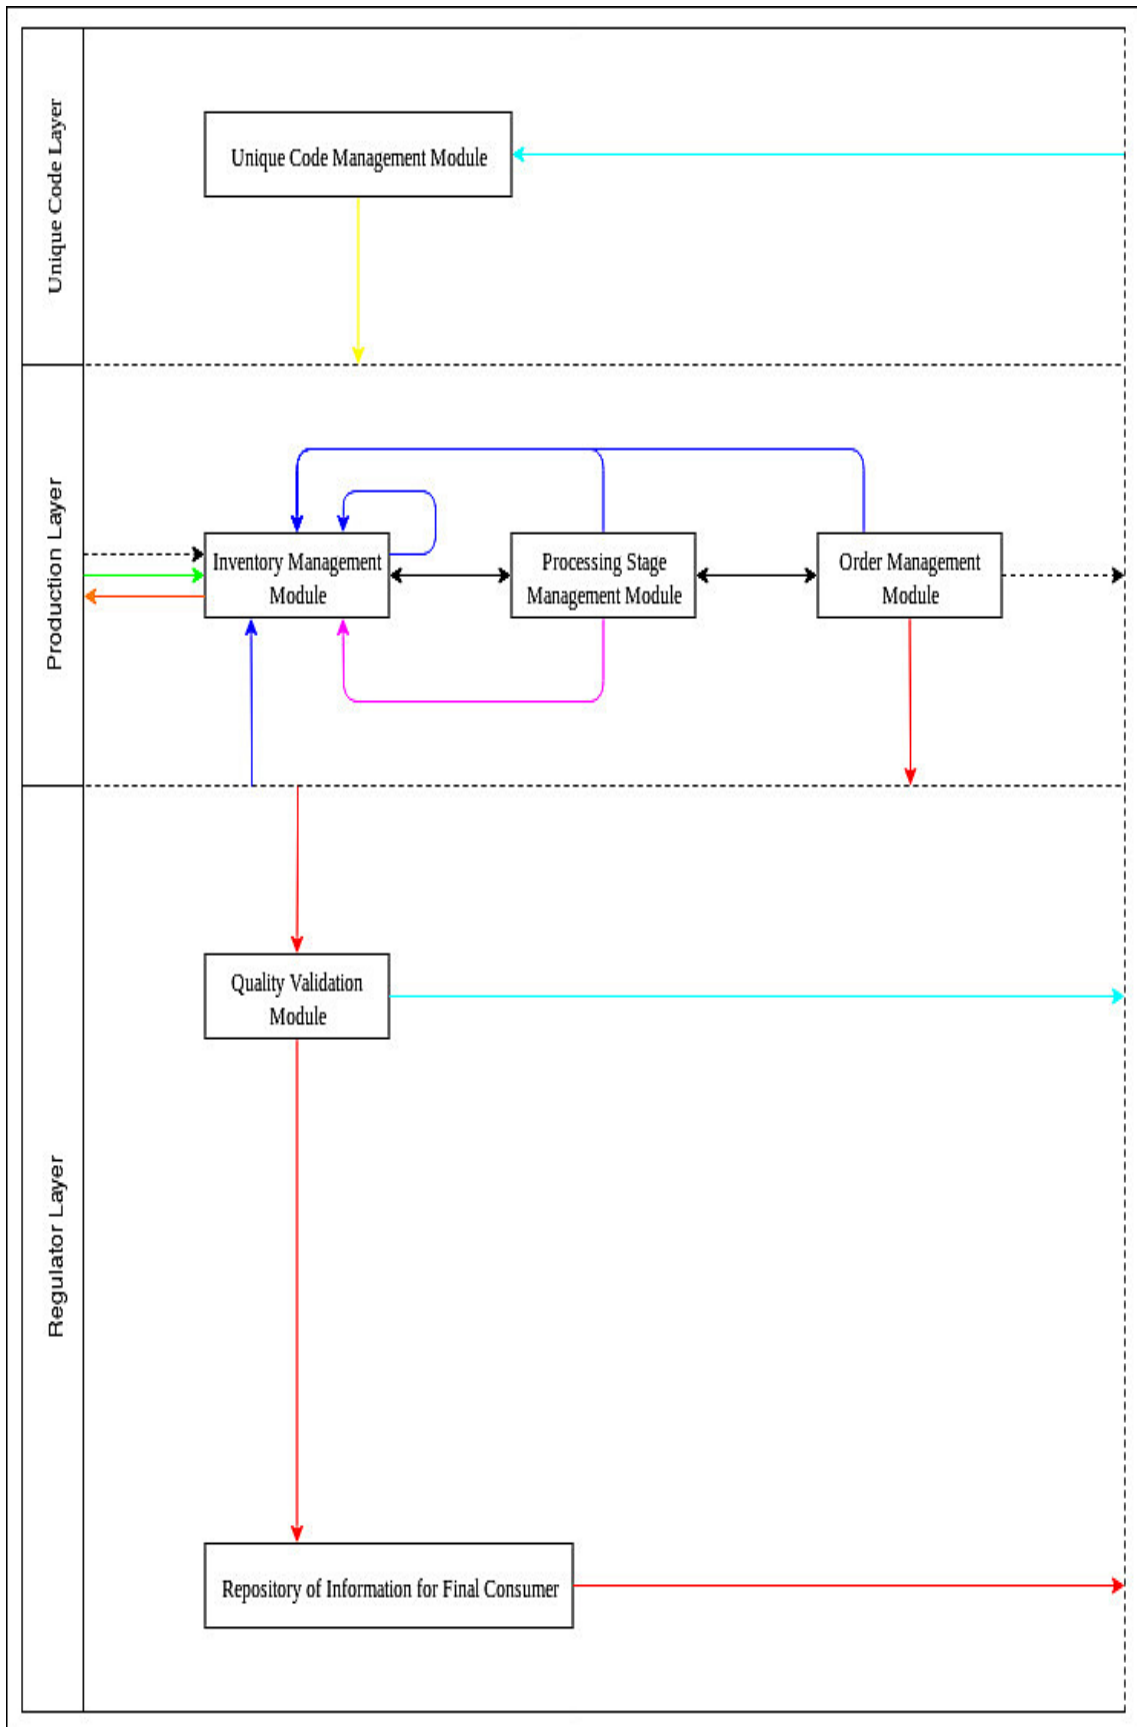 Unique Code Layer
Unique Code Management Module
Production Layer
Inventory Management
Module
Processing Stage
Management Module
Order Management
Module
Regulator Layer
Quality Validation
Module
Repository of Information for Final Consumer